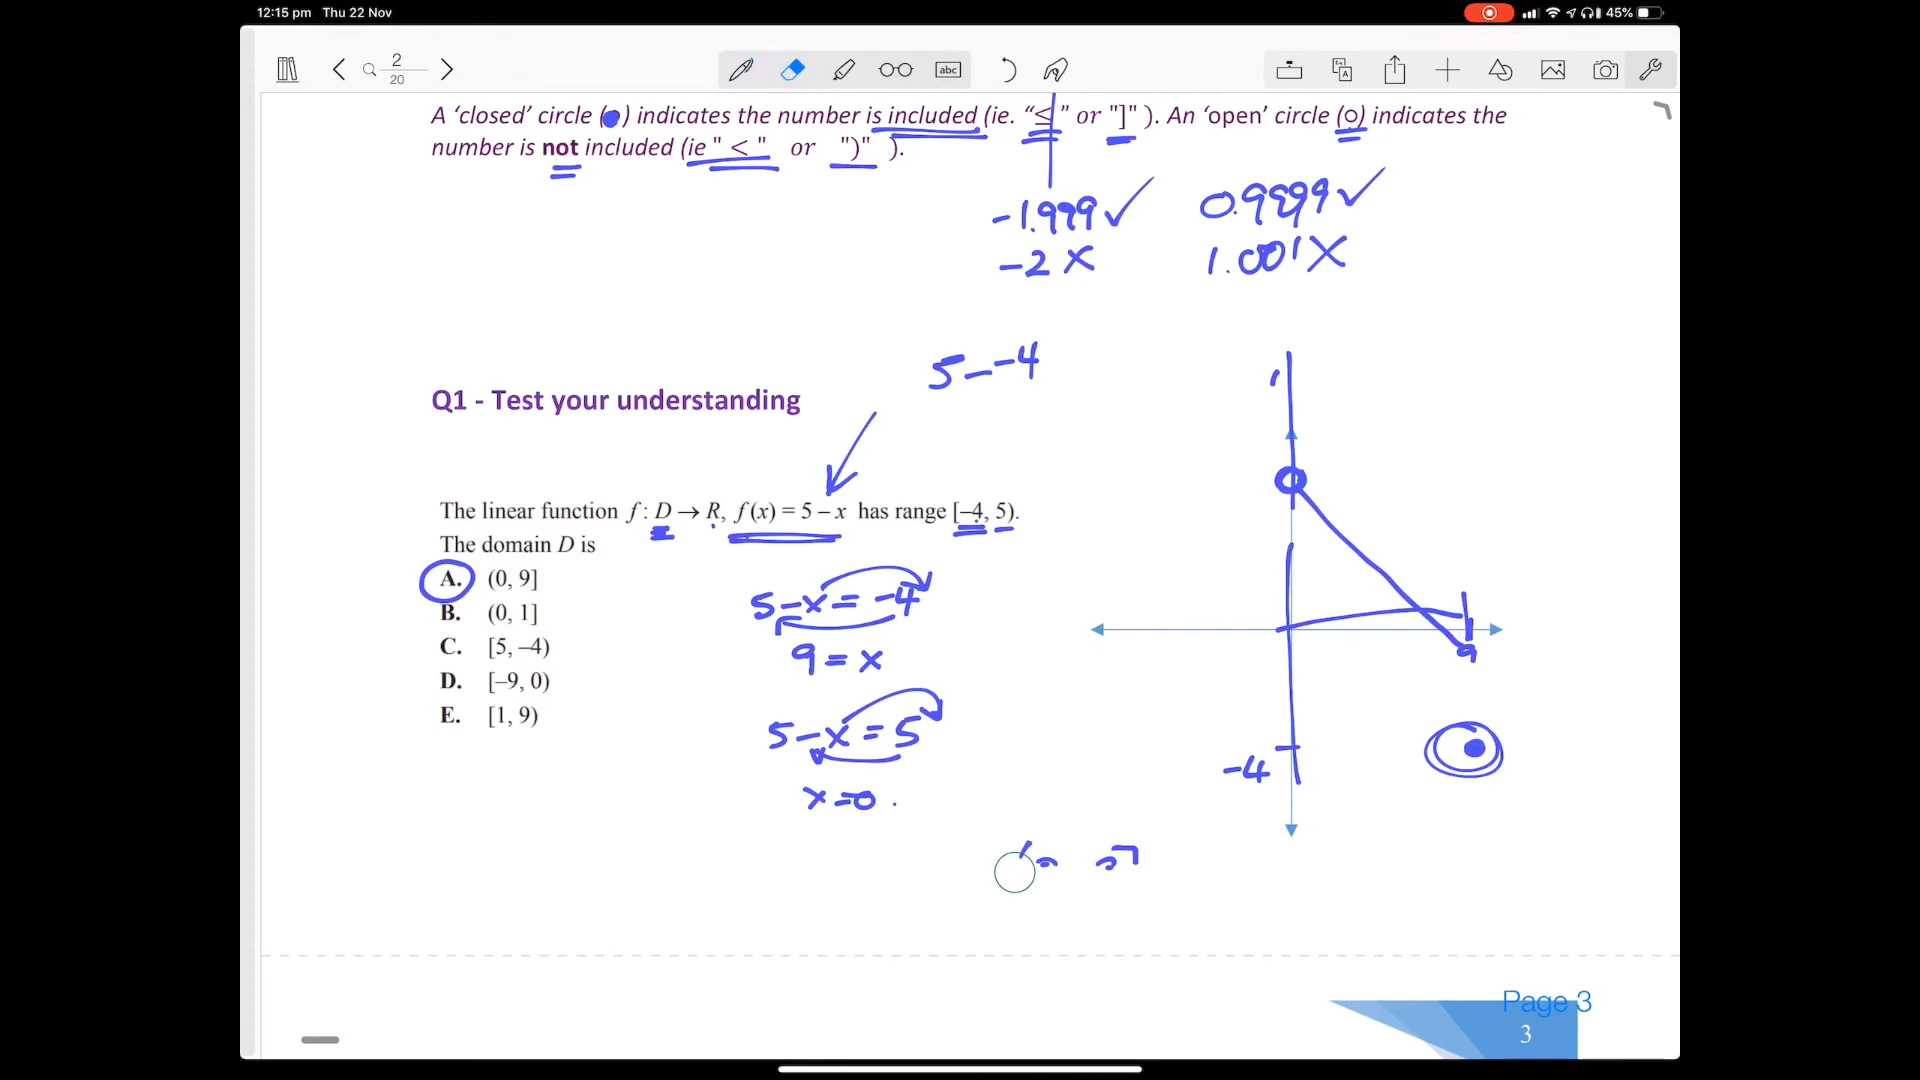 12:15 pm Thu 22 Nov
45%
2
20
abc
A ‘closed’ circle ( ) indicates the number is included (ie. “≤ ” or "]" ). An ‘open’ circle (○) indicates the
number is not included (ie " < " or ")" ).
-1.999 ✓ 0.9999 ✓
-2 X 1.001 X
5 - -4
Q1 - Test your understanding
The linear function f : D → R, f(x) = 5 – x has range [–4, 5).
The domain D is
A. (0, 9]
B. (0, 1]
C. [5, –4)
D. [–9, 0)
E. [1, 9)
5-x = -4
9 = x
5-x = 5
x = 0
9
-4
Page 3
3